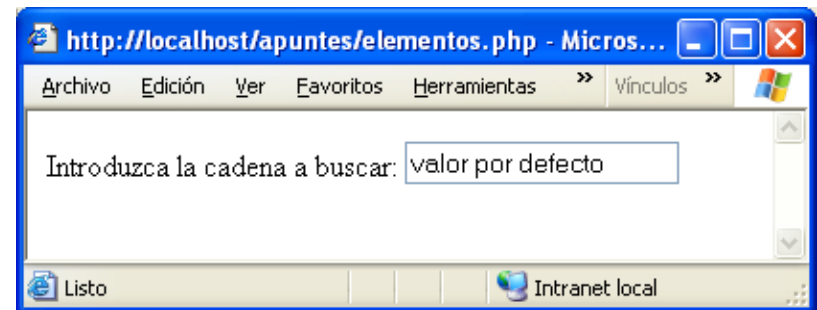 http://localhost/apuntes/elementos.php - Micros...
Archivo Edición Ver Favoritos Herramientas » Vínculos »
Introduzca la cadena a buscar: valor por defecto
Listo Intranet local